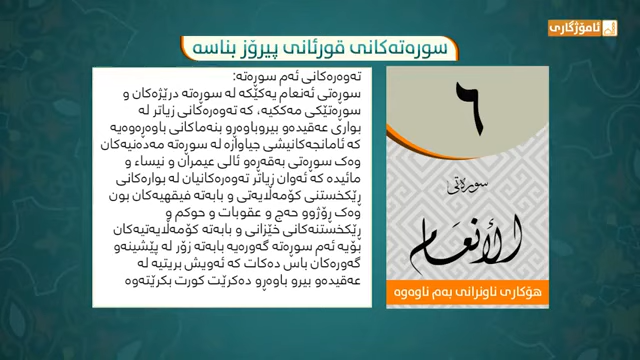 ئامۆژگاری
سورەتەکانی قورئانی پیرۆز بناسە
تەوەرەکانی ئەم سورەتە:
سورەتی ئەنعام یەکێکە لە سورەتە درێژەکان و
سورەتێکی مەککیە، کە تەوەرەکانی زیاتر لە
بواری عەقیدەو بیروباوەڕو بنەماکانی باوەڕەوەیە
کە ئامانجەکانیشی جیاوازە لە سورەتە مەدەنیەکان
وەک سورەتی بەقەرەو ئالی عیمران و نیساء و
مائیدە کە ئەوان زیاتر تەوەرەکانیان لە بوارەکانی
ڕێکخستنی کۆمەڵایەتی و بابەتە فیقهیەکان بون
وەک ڕۆژوو حەج و عقوبات و حوکم و
ڕێکخستنەکانی خێزانی و بابەتە کۆمەڵایەتیەکان
بۆیە ئەم سورەتە گەورەیە بابەتە زۆر لە پێشینەو
گەورەکان باس دەکات کە ئەویش بریتیە لە
عەقیدەو بیرو باوەڕو دەکرێت کورت بکرێتەوە
٦
سورەتی
الأنعام
هۆکاری ناونرانی بەم ناوەوە